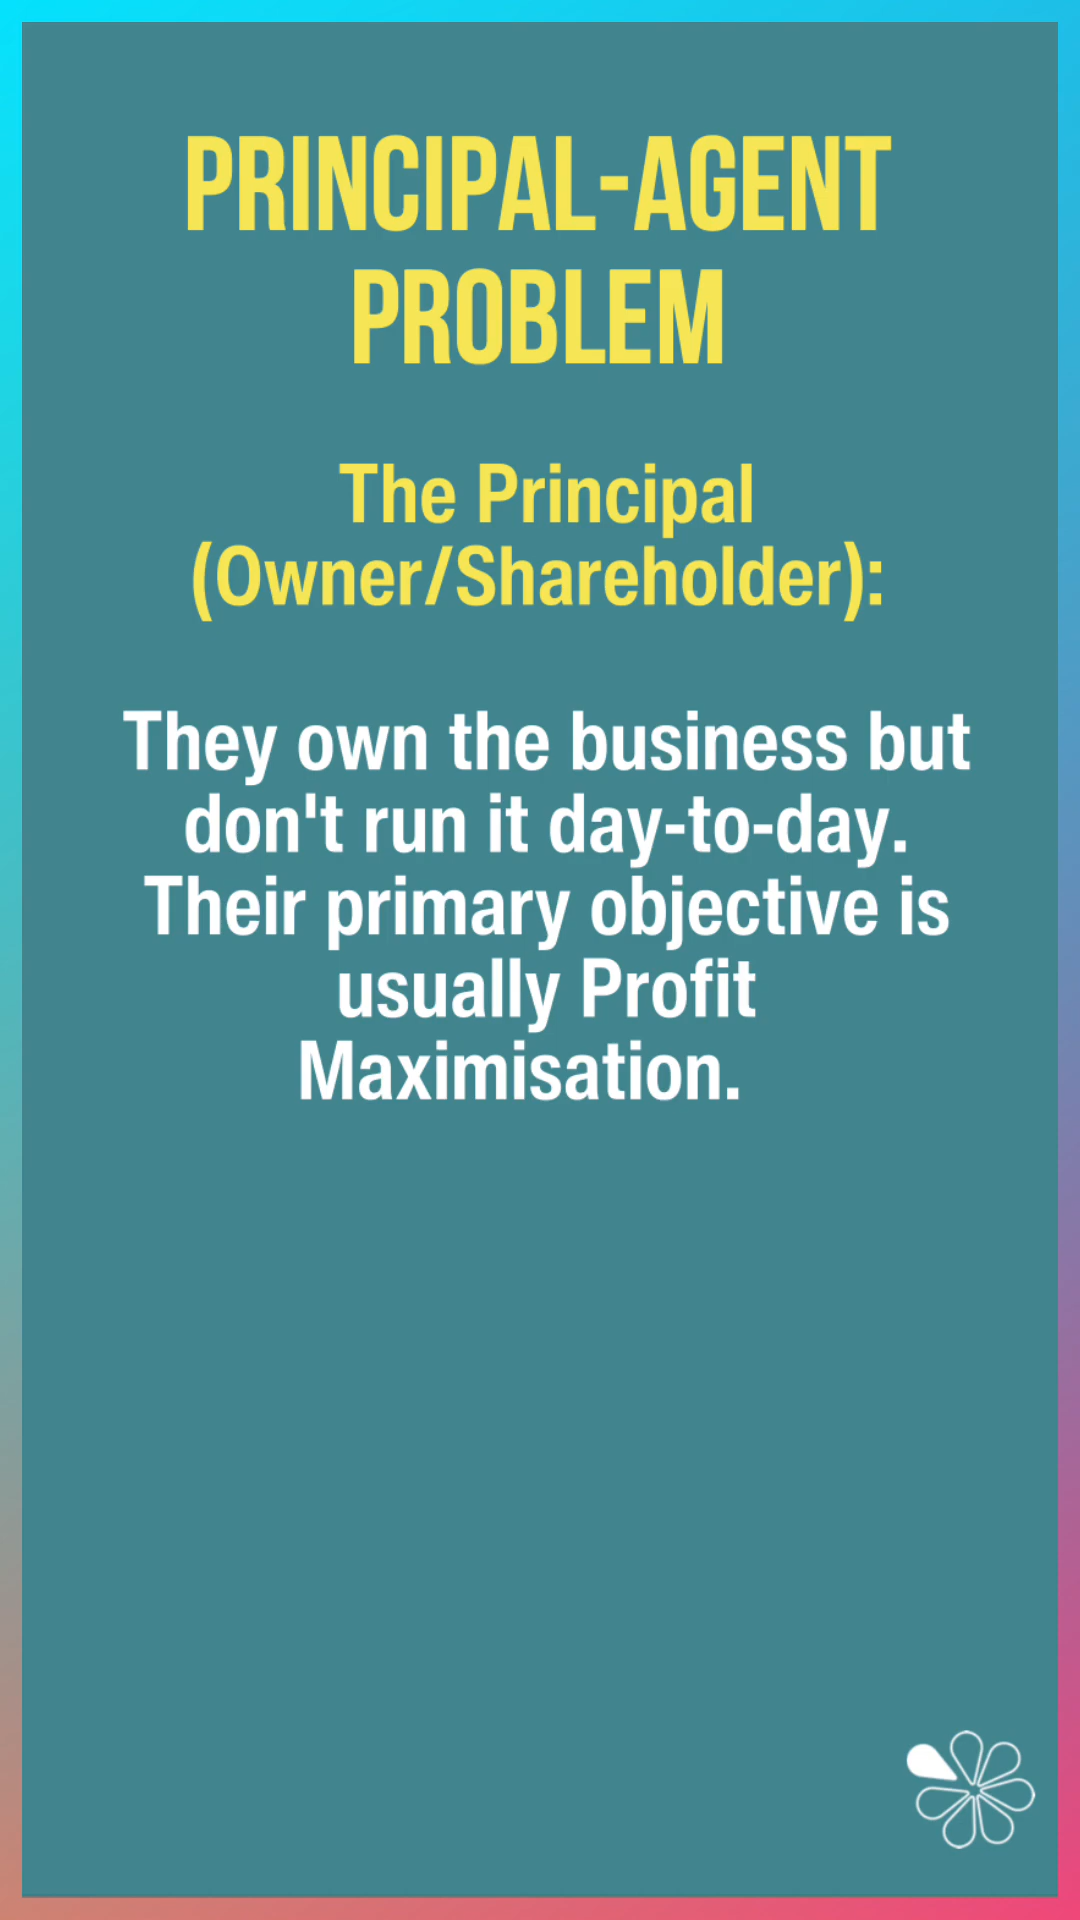 PRINCIPAL-AGENT
PROBLEM
The Principal
(Owner/Shareholder):
They own the business but
don't run it day-to-day.
Their primary objective is
usually Profit
Maximisation.